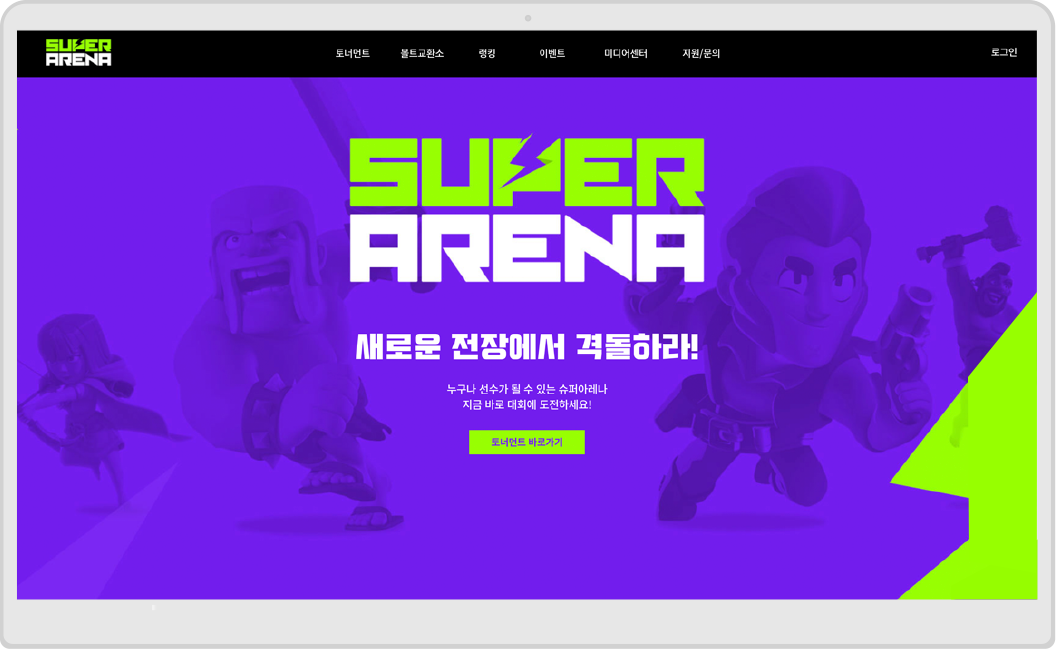 SUPER
ARENA
토너먼트 볼트교환소 랭킹 이벤트 미디어센터 지원/문의 로그인
SUPER
ARENA
새로운 전장에서 격돌하라!
누구나 선수가 될 수 있는 슈퍼아레나
지금 바로 대회에 도전하세요!
토너먼트 바로가기